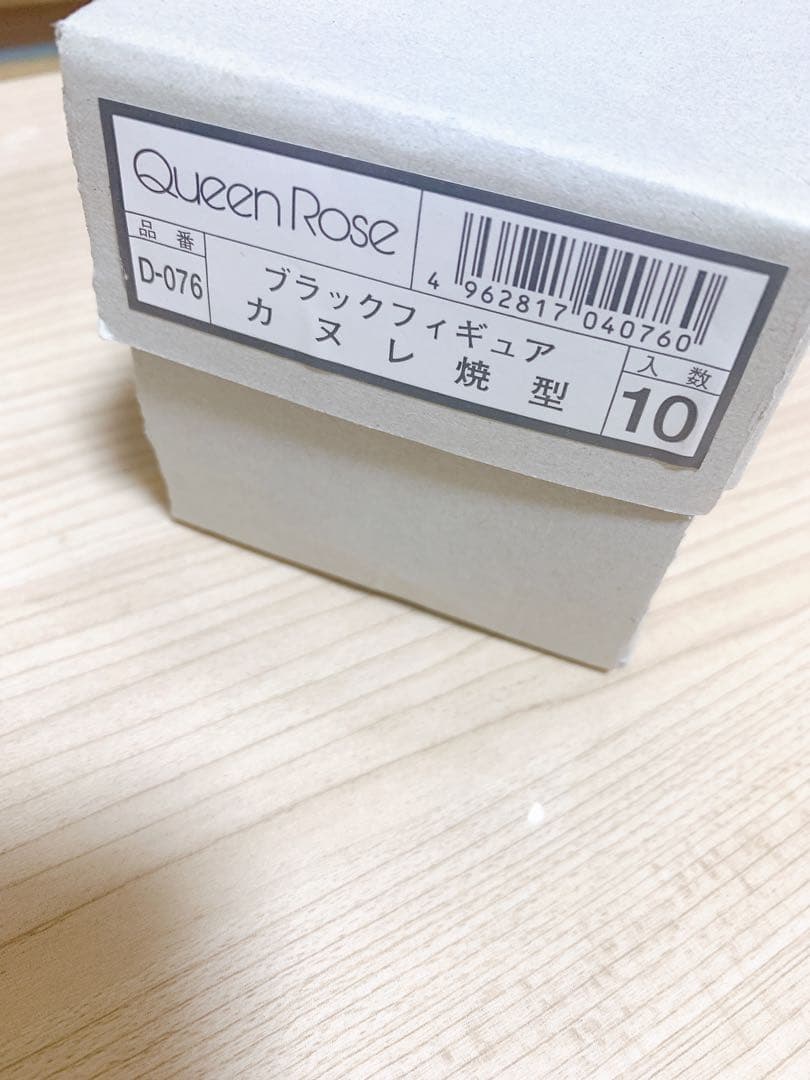 Queen Rose
4 962817 040760
品番
D-076
ブラックフィギュア
カヌレ焼型
入数
10